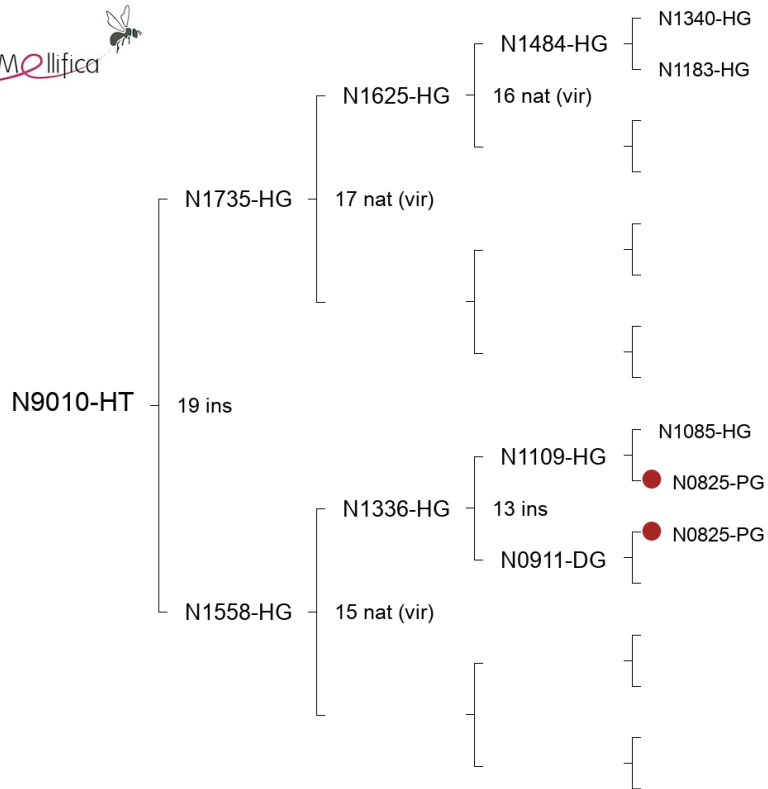 Mellifica
N1340-HG
N1484-HG
N1183-HG
N1625-HG
16 nat (vir)
N1735-HG
17 nat (vir)
N9010-HT
19 ins
N1085-HG
N1109-HG
N0825-PG
N1336-HG
13 ins
N0825-PG
N0911-DG
N1558-HG
15 nat (vir)